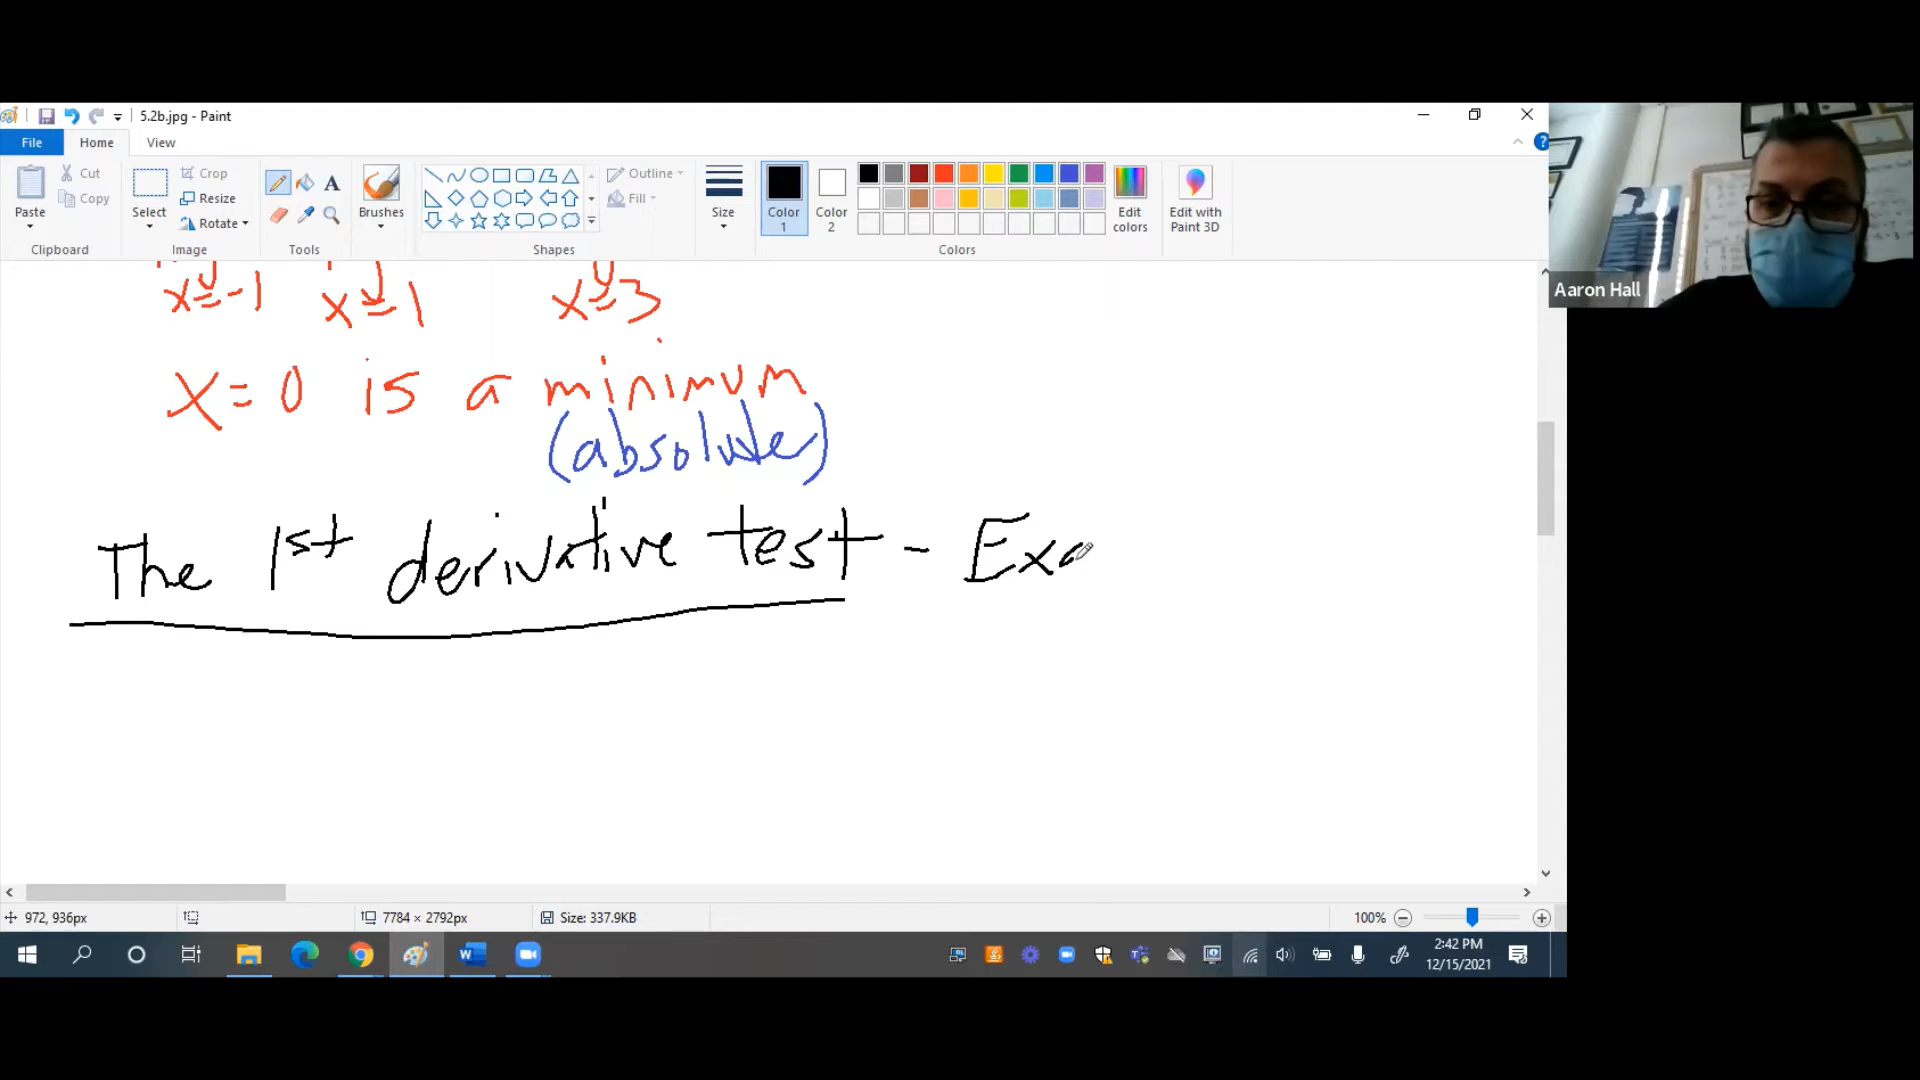 5.2b.jpg - Paint
File Home View
Paste Cut Copy Clipboard
Select Crop Resize Rotate Image
A Tools
Brushes
Outline Fill Shapes
Size
Color 1 Color 2 Edit colors Colors
Edit with Paint 3D
Aaron Hall
x=-1 x=1 x=3
x=0 is a minimum
(absolute)
The 1st derivative test - Exa
972, 936px 7784 × 2792px Size: 337.9KB 100%
2:42 PM
12/15/2021